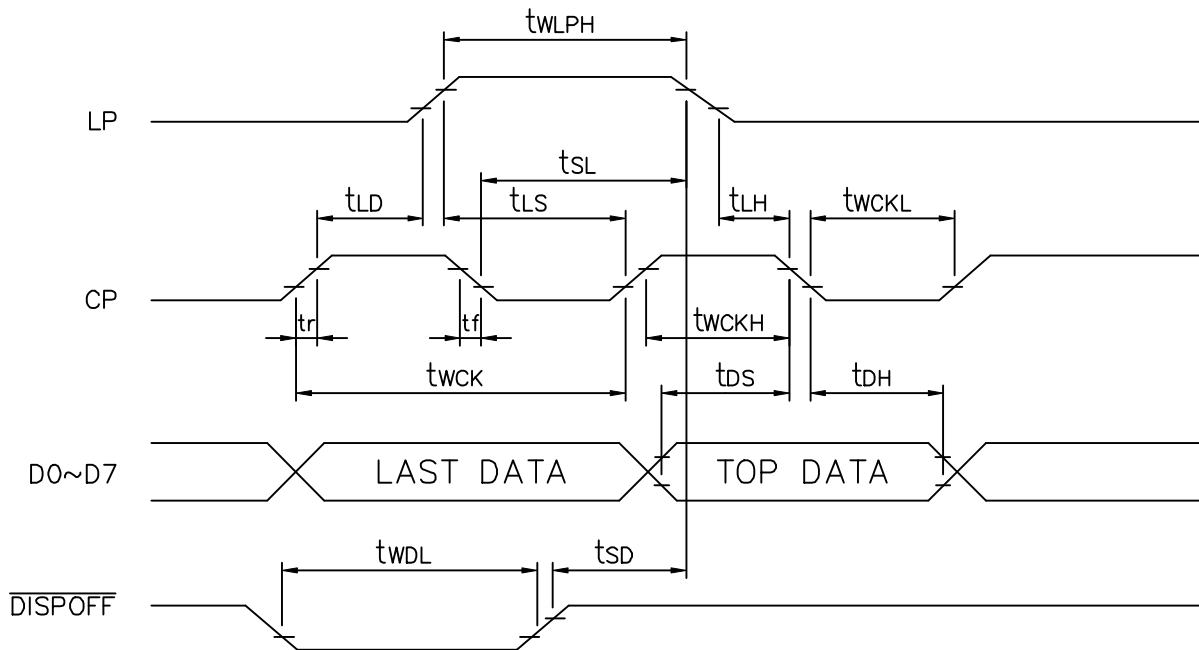 tWLPH
LP
tSL
tLD
tLS
tLH
tWCKL
CP
tr
tf
tWCKH
tWCK
tDS
tDH
D0~D7
LAST DATA
TOP DATA
tWDL
tSD
DISPOFF